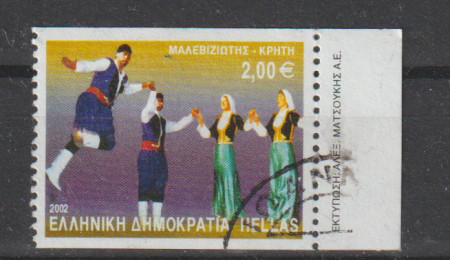 ΜΑΛΕΒΙΖΙΩΤΗΣ - ΚΡΗΤΗ
2,00 €
2002
ΕΛΛΗΝΙΚΗ ΔΗΜΟΚΡΑΤΙΑ HELLAS
ΕΚΤΥΠΩΣΗ: ΑΛΕΞ. ΜΑΤΣΟΥΚΗΣ Α.Ε.